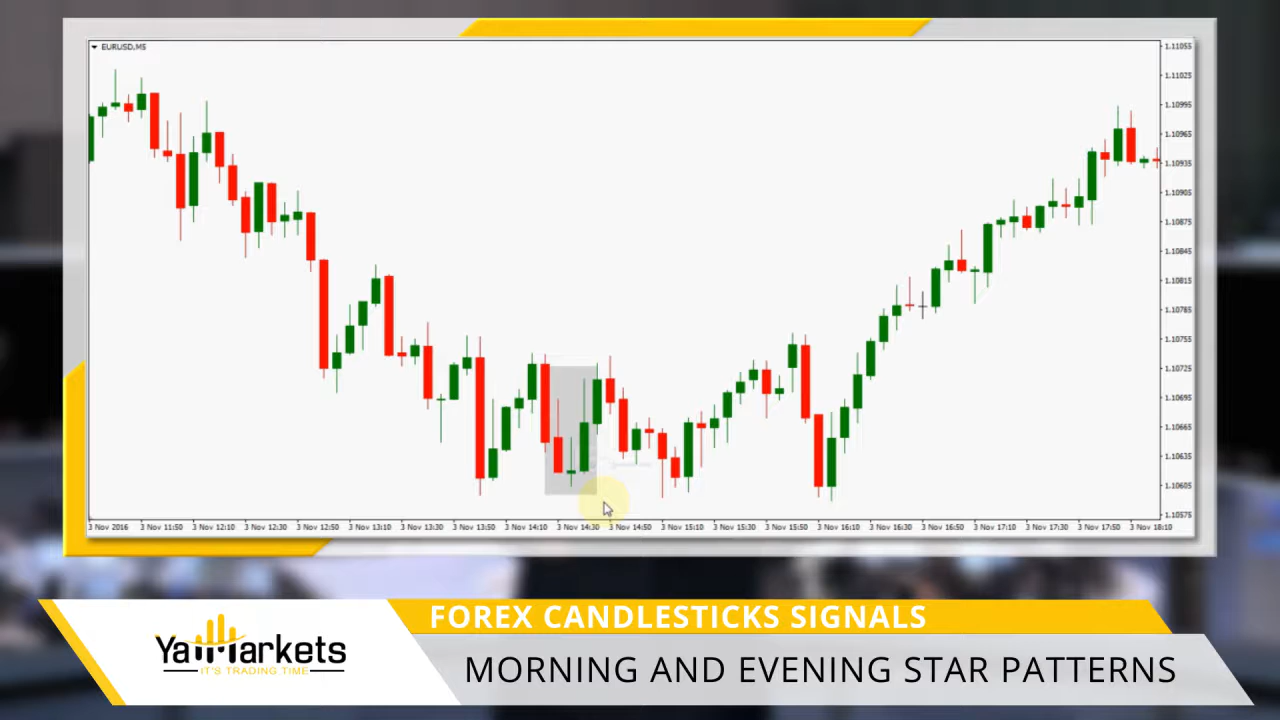 EURUSD,M5
1.11055
1.11025
1.10995
1.10965
1.10935
1.10905
1.10875
1.10845
1.10815
1.10785
1.10755
1.10725
1.10695
1.10665
1.10635
1.10605
1.10575
3 Nov 2016 3 Nov 11:50 3 Nov 12:10 3 Nov 12:30 3 Nov 12:50 3 Nov 13:10 3 Nov 13:30 3 Nov 13:50 3 Nov 14:10 3 Nov 14:30 3 Nov 14:50 3 Nov 15:10 3 Nov 15:30 3 Nov 15:50 3 Nov 16:10 3 Nov 16:30 3 Nov 16:50 3 Nov 17:10 3 Nov 17:30 3 Nov 17:50 3 Nov 18:10
FOREX CANDLESTICKS SIGNALS
YaMarkets
IT'S TRADING TIME
MORNING AND EVENING STAR PATTERNS